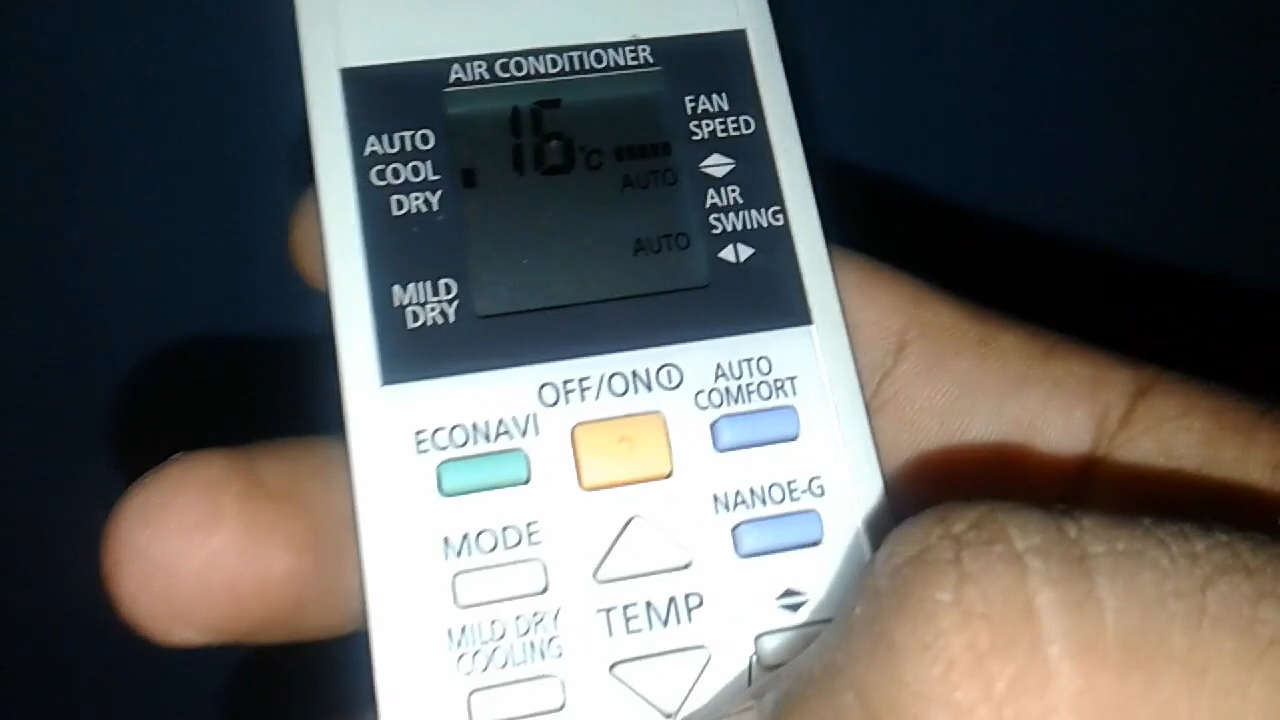 AIR CONDITIONER
AUTO
COOL
DRY
MILD
DRY
16°C
AUTO
AUTO
FAN
SPEED
AIR
SWING
OFF/ON
ECONAVI
AUTO
COMFORT
MODE
NANOE-G
TEMP
MILD DRY
COOLING